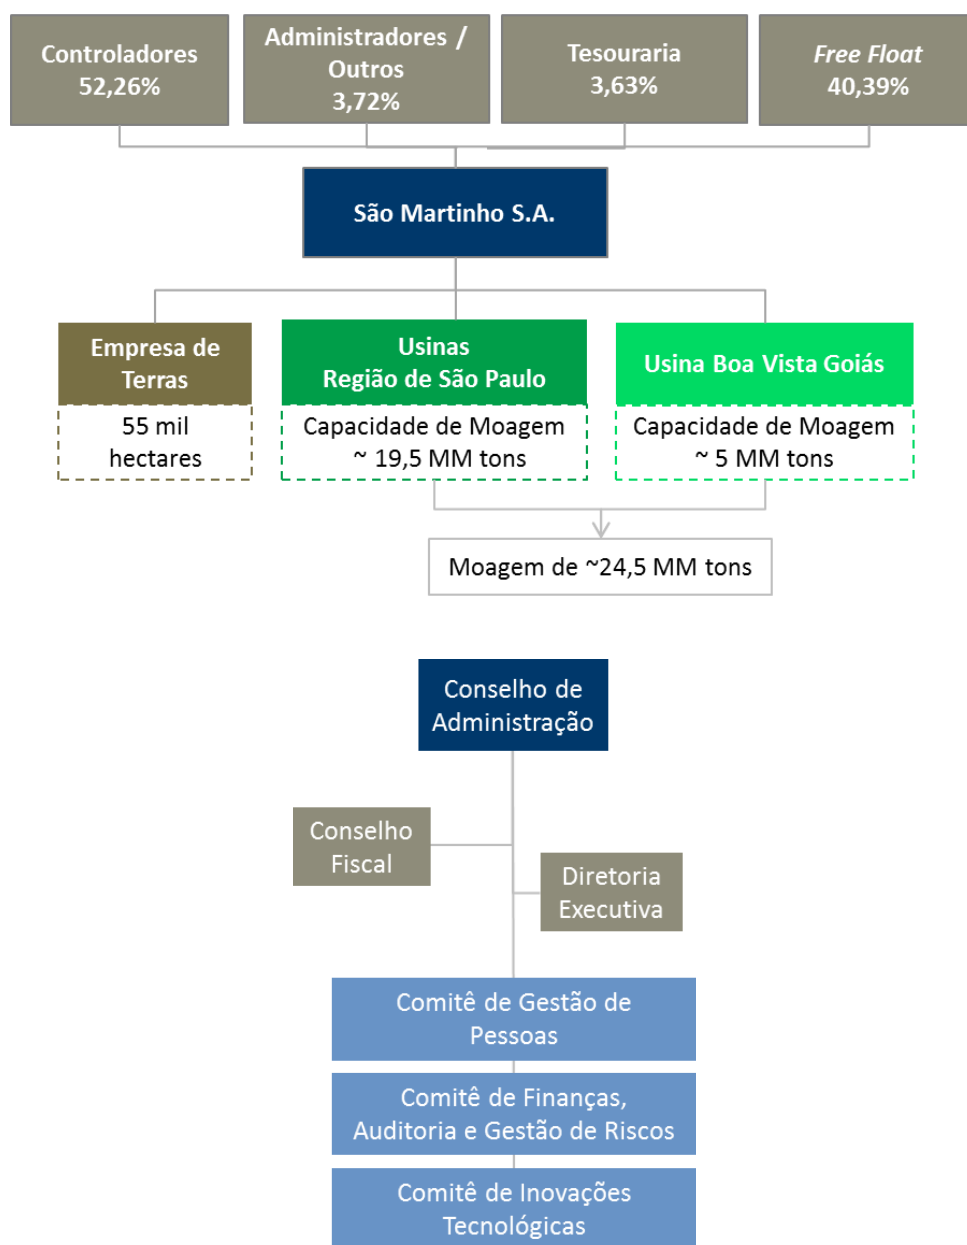 Controladores
52,26%
Administradores /
Outros
3,72%
Tesouraria
3,63%
Free Float
40,39%
São Martinho S.A.
Empresa de
Terras
55 mil
hectares
Usinas
Região de São Paulo
Capacidade de Moagem
~ 19,5 MM tons
Usina Boa Vista Goiás
Capacidade de Moagem
~ 5 MM tons
Moagem de ~24,5 MM tons
Conselho de
Administração
Conselho
Fiscal
Diretoria
Executiva
Comitê de Gestão de
Pessoas
Comitê de Finanças,
Auditoria e Gestão de Riscos
Comitê de Inovações
Tecnológicas